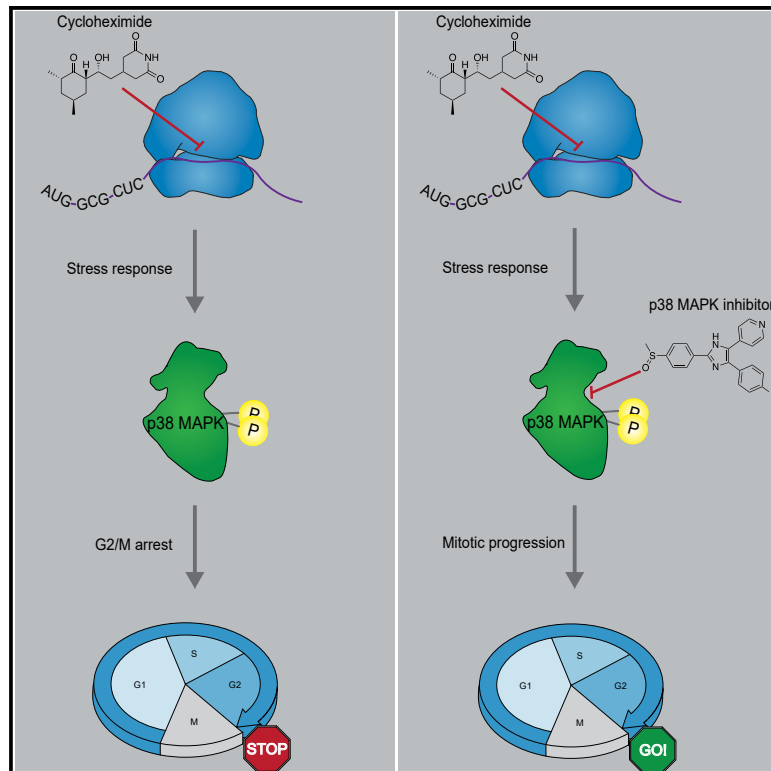 Cycloheximide
O
OH
O
NH
H
O
AUG-GCG-CUC
Stress response
p38 MAPK
P
P
G2/M arrest
S
G1
G2
M
STOP
Cycloheximide
O
OH
O
NH
H
O
AUG-GCG-CUC
Stress response
p38 MAPK inhibitor
N
H
N
S
O
N
p38 MAPK
P
P
Mitotic progression
S
G1
G2
M
GO!